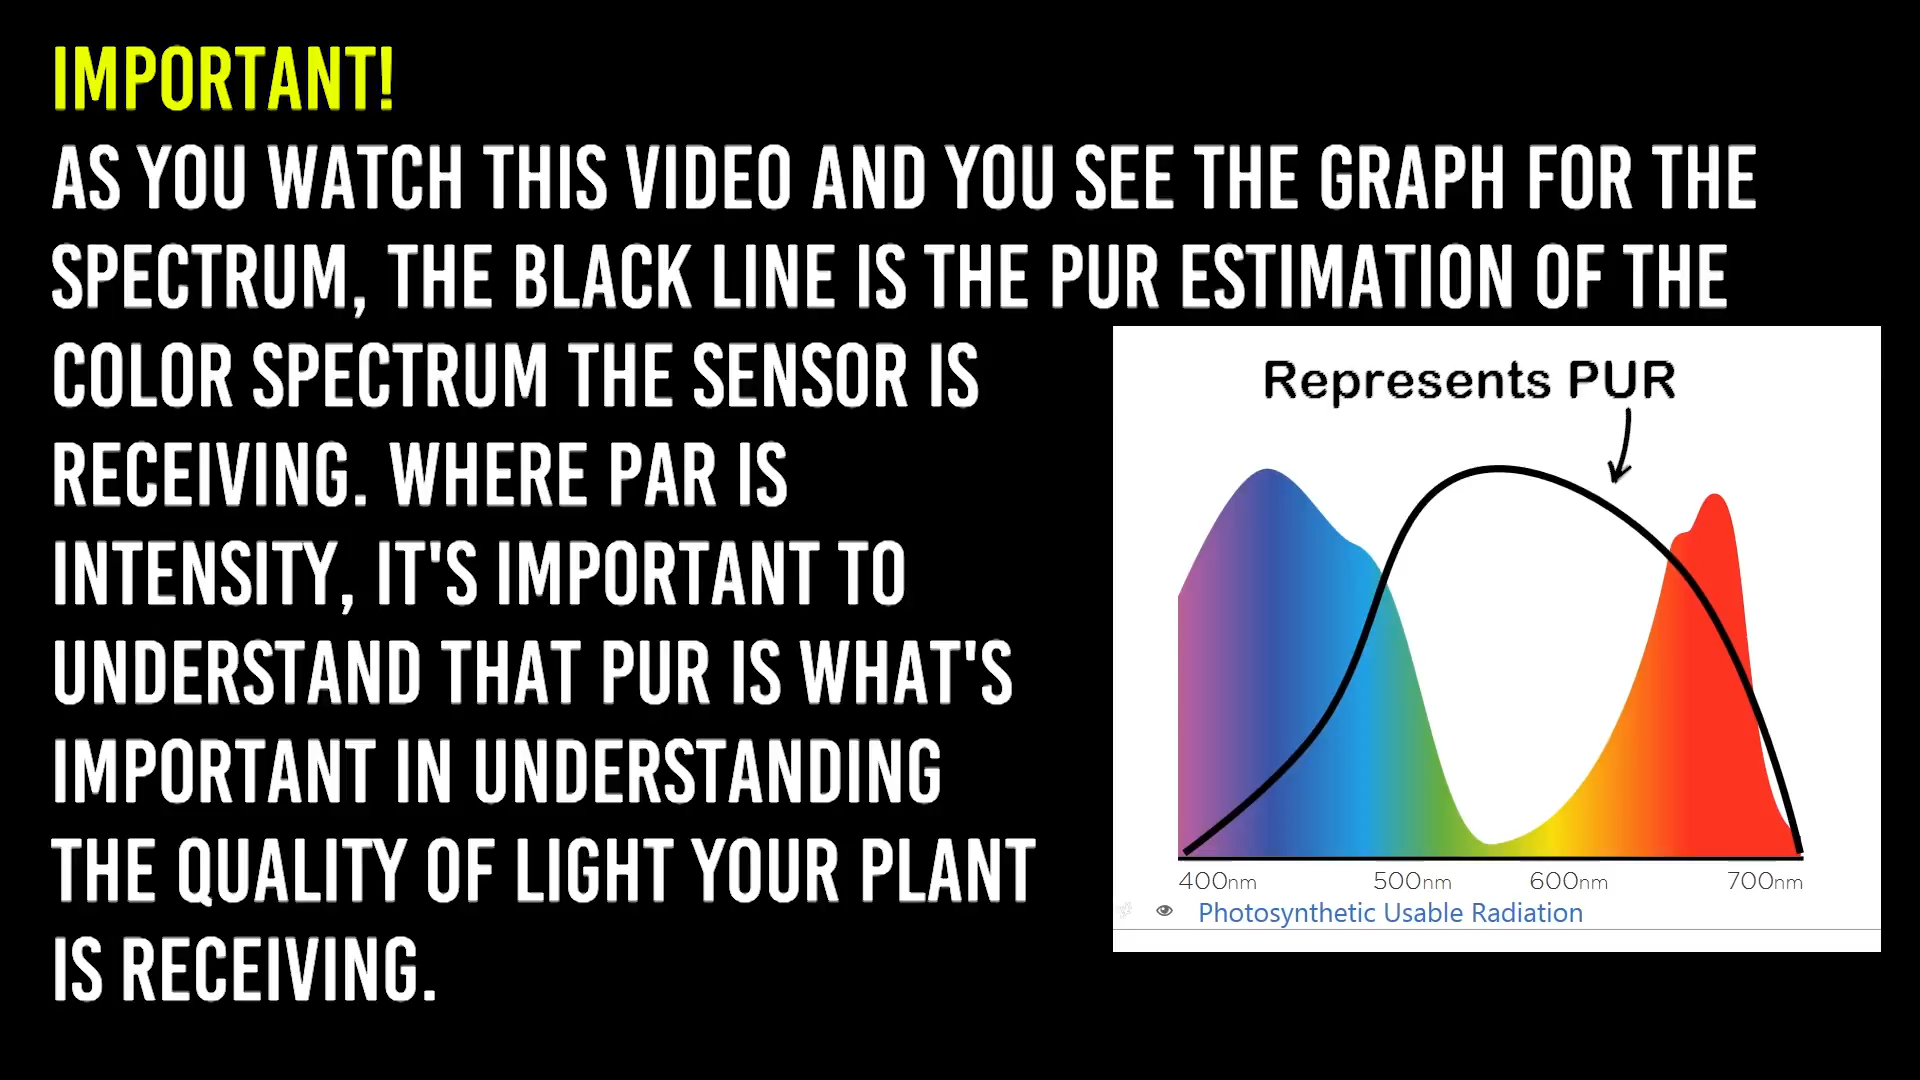 IMPORTANT!
AS YOU WATCH THIS VIDEO AND YOU SEE THE GRAPH FOR THE
SPECTRUM, THE BLACK LINE IS THE PUR ESTIMATION OF THE
COLOR SPECTRUM THE SENSOR IS
RECEIVING. WHERE PAR IS
INTENSITY, IT'S IMPORTANT TO
UNDERSTAND THAT PUR IS WHAT'S
IMPORTANT IN UNDERSTANDING
THE QUALITY OF LIGHT YOUR PLANT
IS RECEIVING.
Represents PUR
400nm 500nm 600nm 700nm
Photosynthetic Usable Radiation